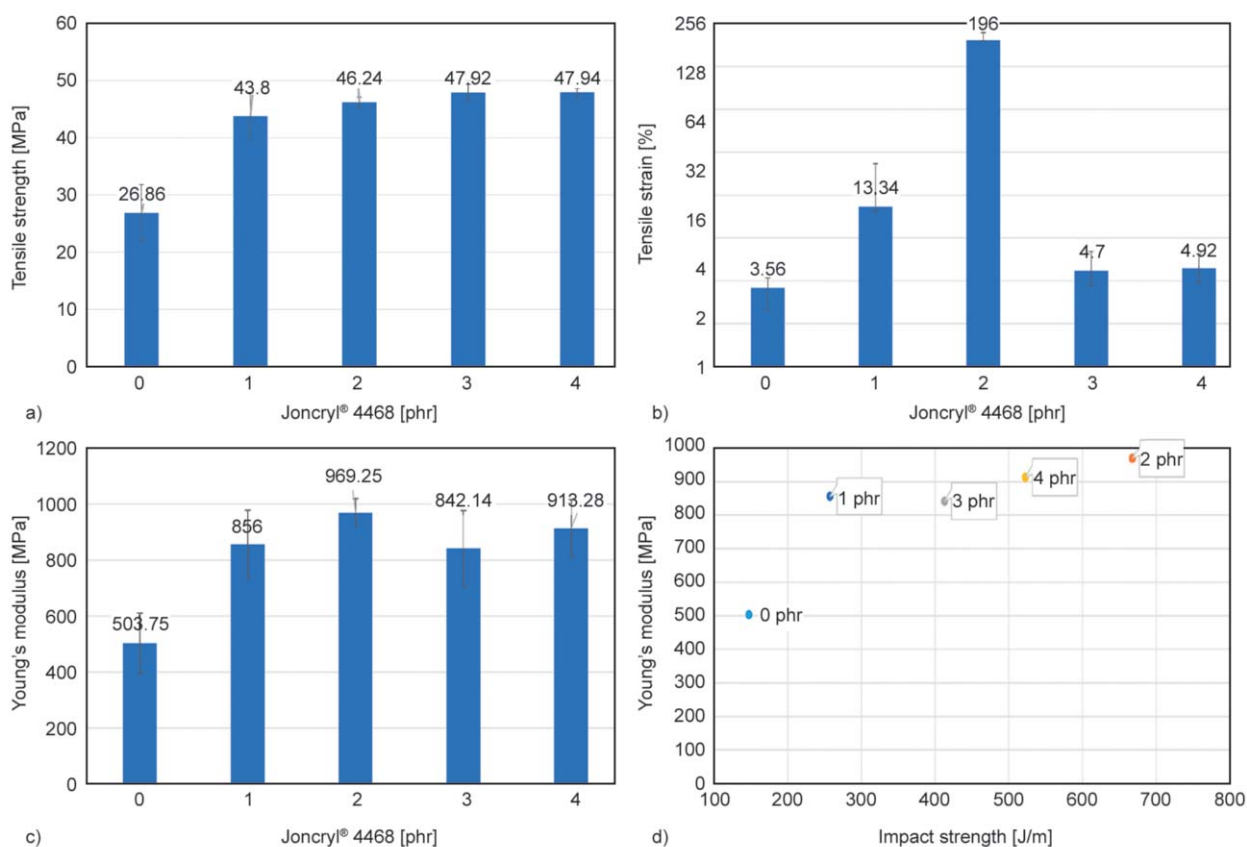 60
50
40
30
20
10
0
Tensile strength [MPa]
26.86
43.8
46.24
47.92
47.94
0 1 2 3 4
a) Joncryl® 4468 [phr]
256
128
64
32
16
4
2
1
Tensile strain [%]
3.56
13.34
196
4.7
4.92
0 1 2 3 4
b) Joncryl® 4468 [phr]
1200
1000
800
600
400
200
0
Young's modulus [MPa]
503.75
856
969.25
842.14
913.28
0 1 2 3 4
c) Joncryl® 4468 [phr]
1000
900
800
700
600
500
400
300
200
100
0
Young's modulus [MPa]
0 phr
1 phr
3 phr
4 phr
2 phr
100 200 300 400 500 600 700 800
d) Impact strength [J/m]